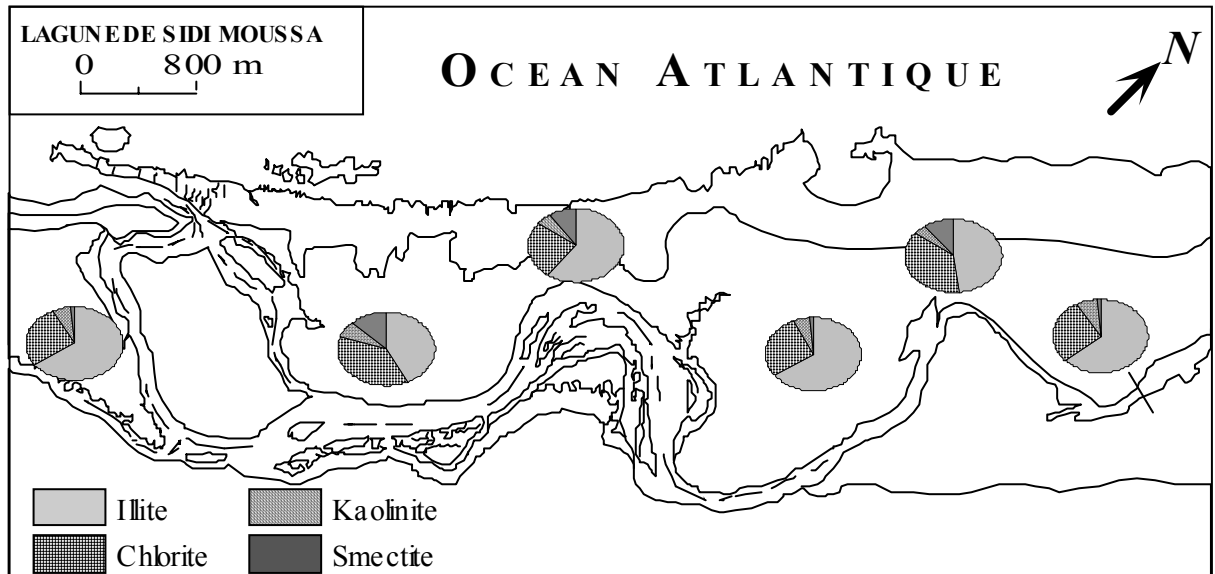 LAGUNE DE SIDI MOUSSA
0 800 m
OCEAN ATLANTIQUE
N
Illite
Kaolinite
Chlorite
Smectite